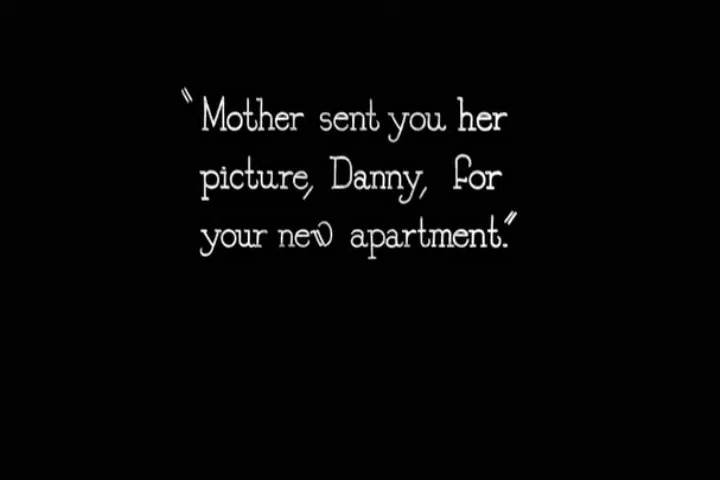 "Mother sent you her
picture, Danny, for
your new apartment."